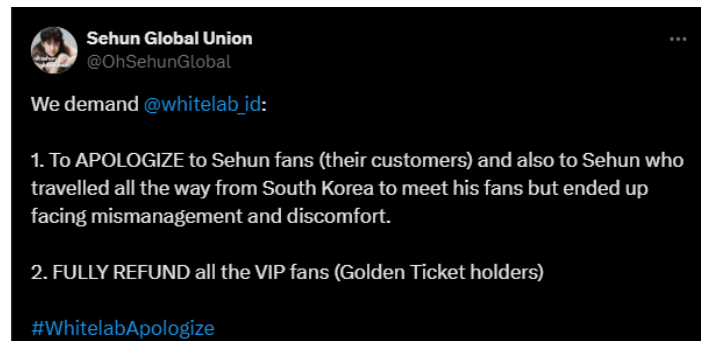 Sehun Global Union
@OhSehunGlobal
We demand @whitelab_id:
1. To APOLOGIZE to Sehun fans (their customers) and also to Sehun who
travelled all the way from South Korea to meet his fans but ended up
facing mismanagement and discomfort.
2. FULLY REFUND all the VIP fans (Golden Ticket holders)
#WhitelabApologize